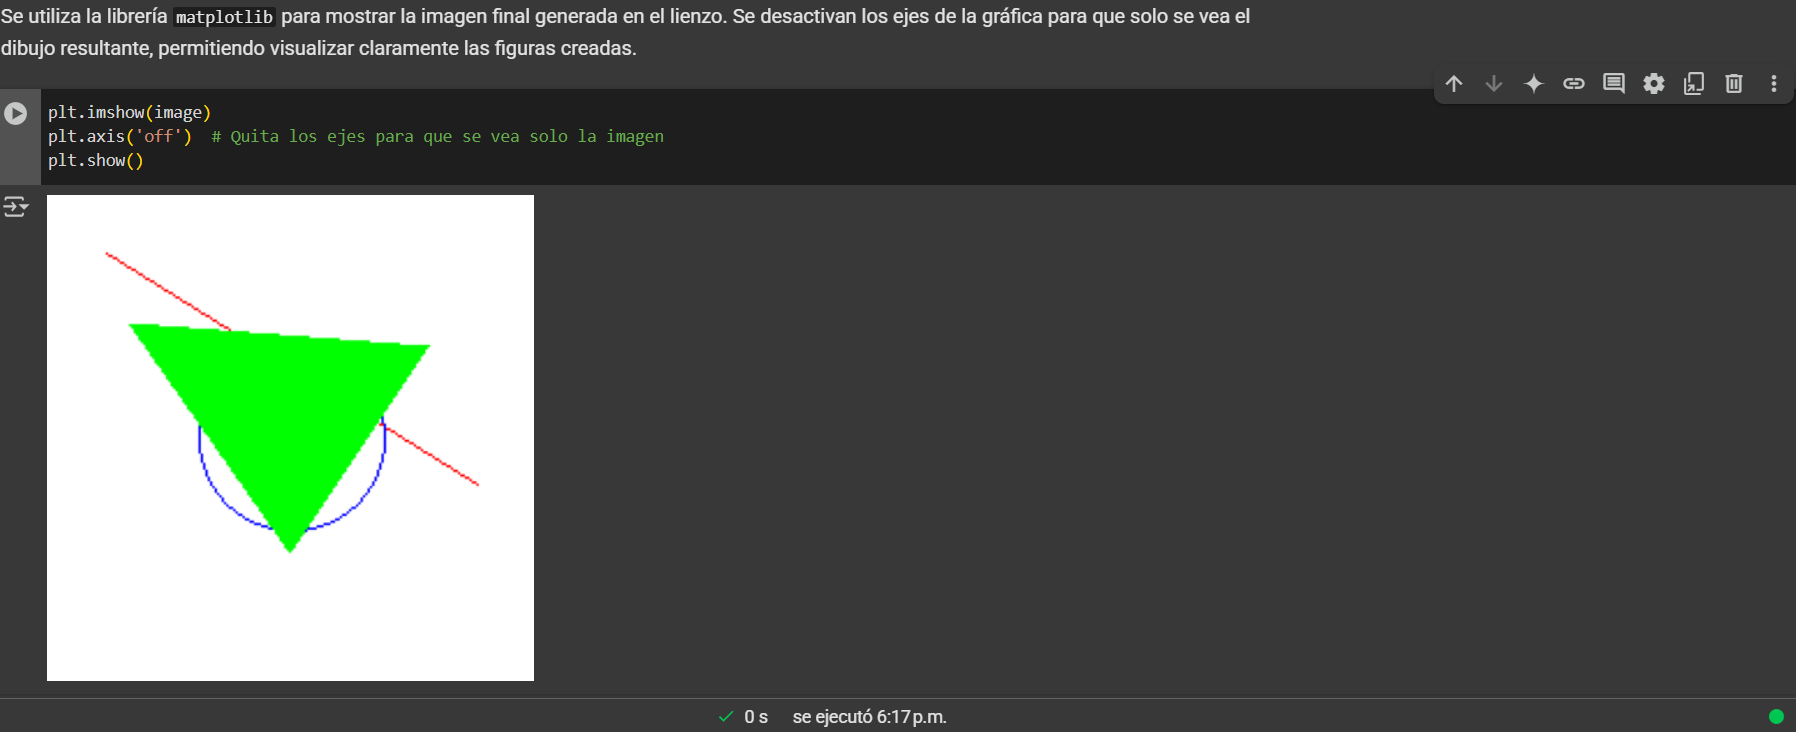 Se utiliza la librería matplotlib para mostrar la imagen final generada en el lienzo. Se desactivan los ejes de la gráfica para que solo se vea el
dibujo resultante, permitiendo visualizar claramente las figuras creadas.
plt.imshow(image)
plt.axis('off')  # Quita los ejes para que se vea solo la imagen
plt.show()
0 s se ejecutó 6:17 p.m.